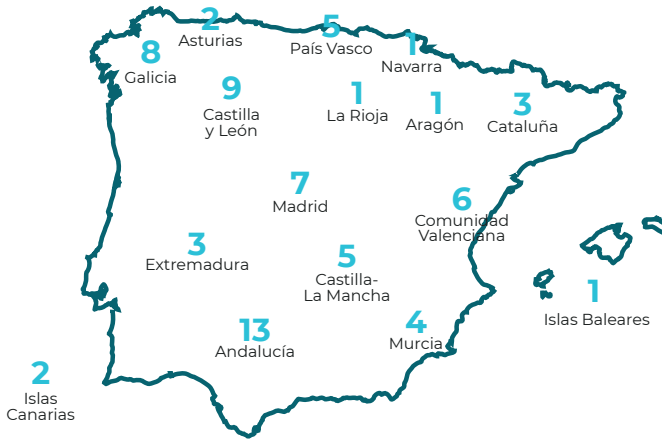 2
Asturias
5
País Vasco
1
Navarra
8
Galicia
9
Castilla
y León
1
La Rioja
1
Aragón
3
Cataluña
7
Madrid
6
Comunidad
Valenciana
3
Extremadura
5
Castilla-
La Mancha
1
Islas Baleares
13
Andalucía
4
Murcia
2
Islas
Canarias